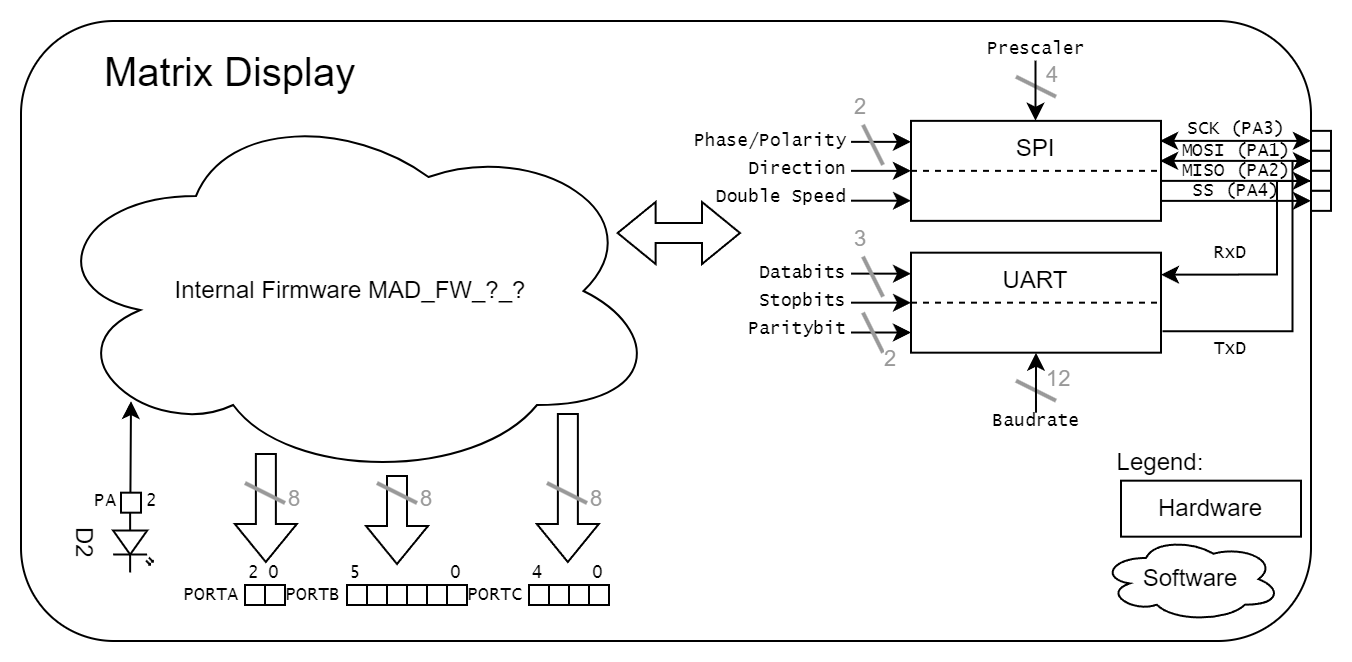 Matrix Display
Prescaler
4
2
Phase/Polarity
Direction
Double Speed
SPI
SCK (PA3)
MOSI (PA1)
MISO (PA2)
SS (PA4)
Internal Firmware MAD_FW_?_?
3
Databits
Stopbits
Paritybit
2
UART
RxD
TxD
12
Baudrate
PA 2
D2
8
8
8
2 0
5 0
4 0
PORTA
PORTB
PORTC
Legend:
Hardware
Software